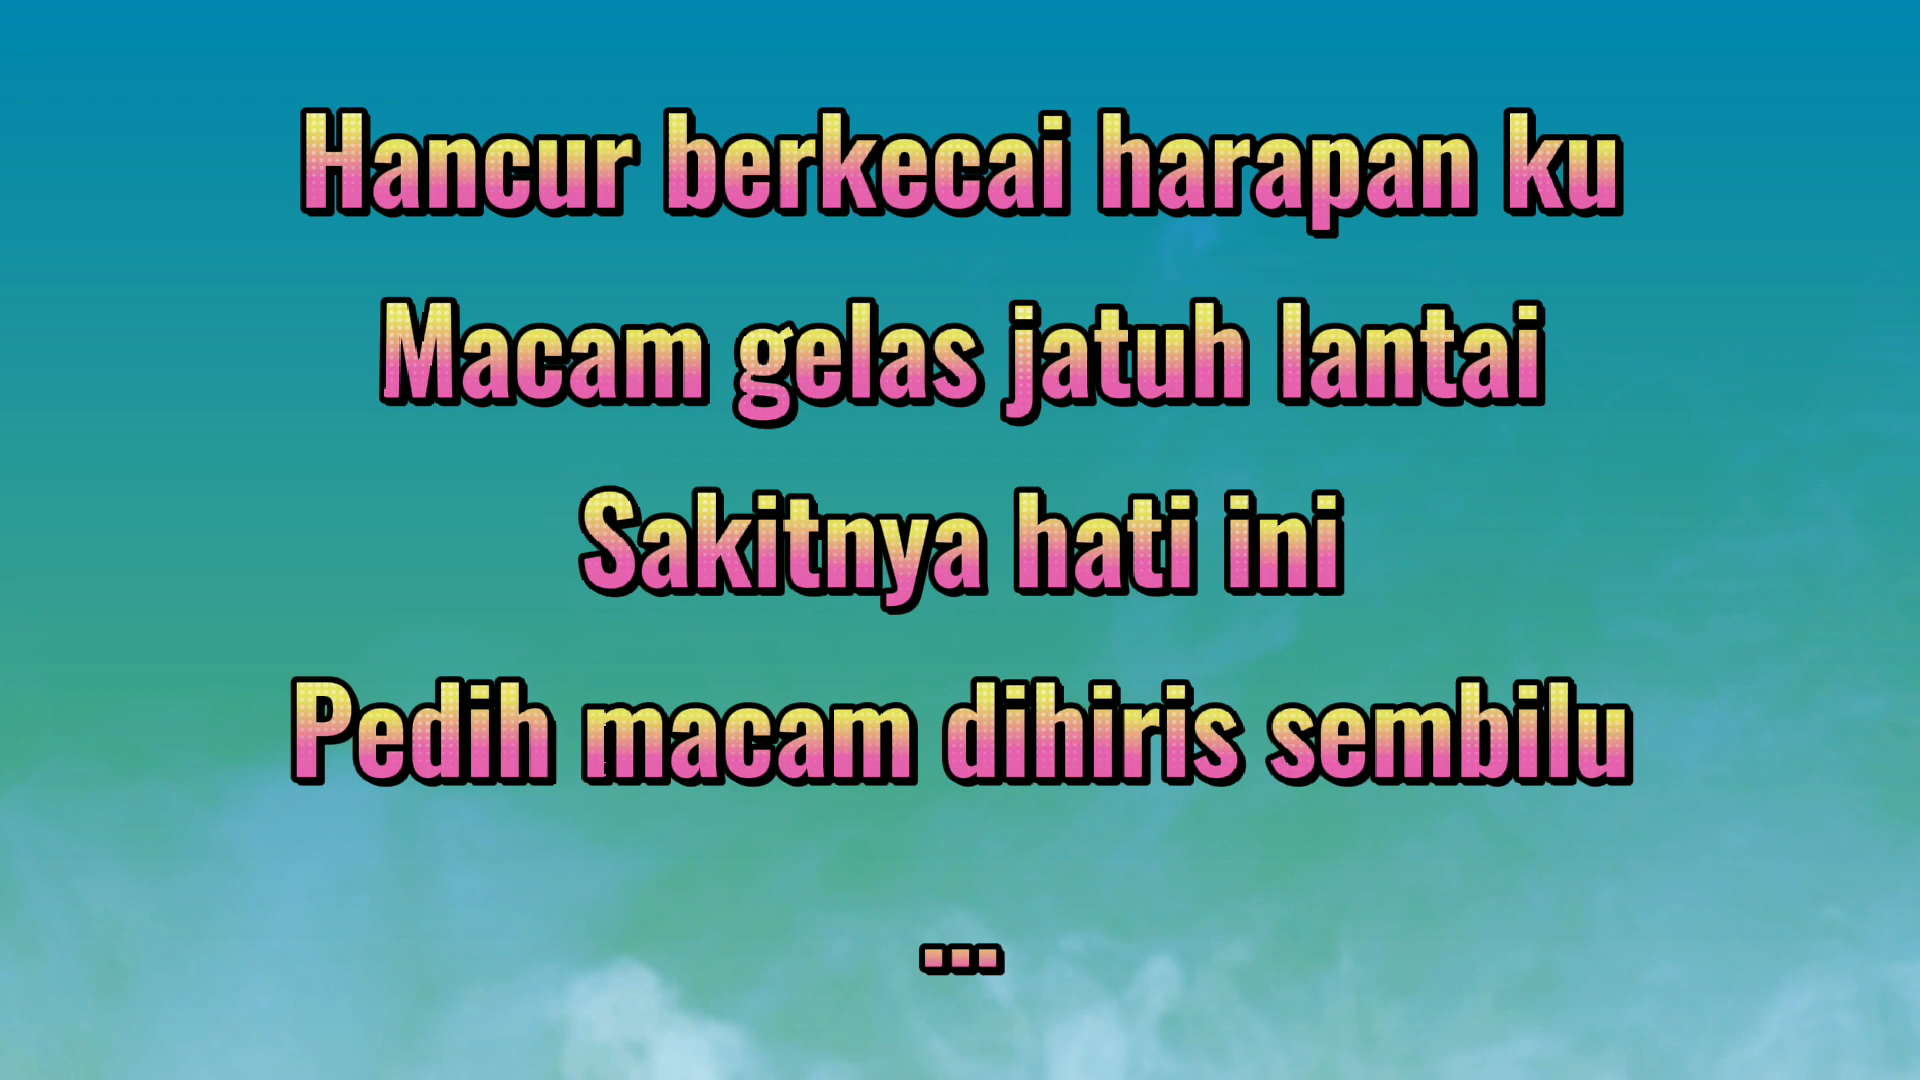 Hancur berkecai harapan ku
Macam gelas jatuh lantai
Sakitnya hati ini
Pedih macam dihiris sembilu
...